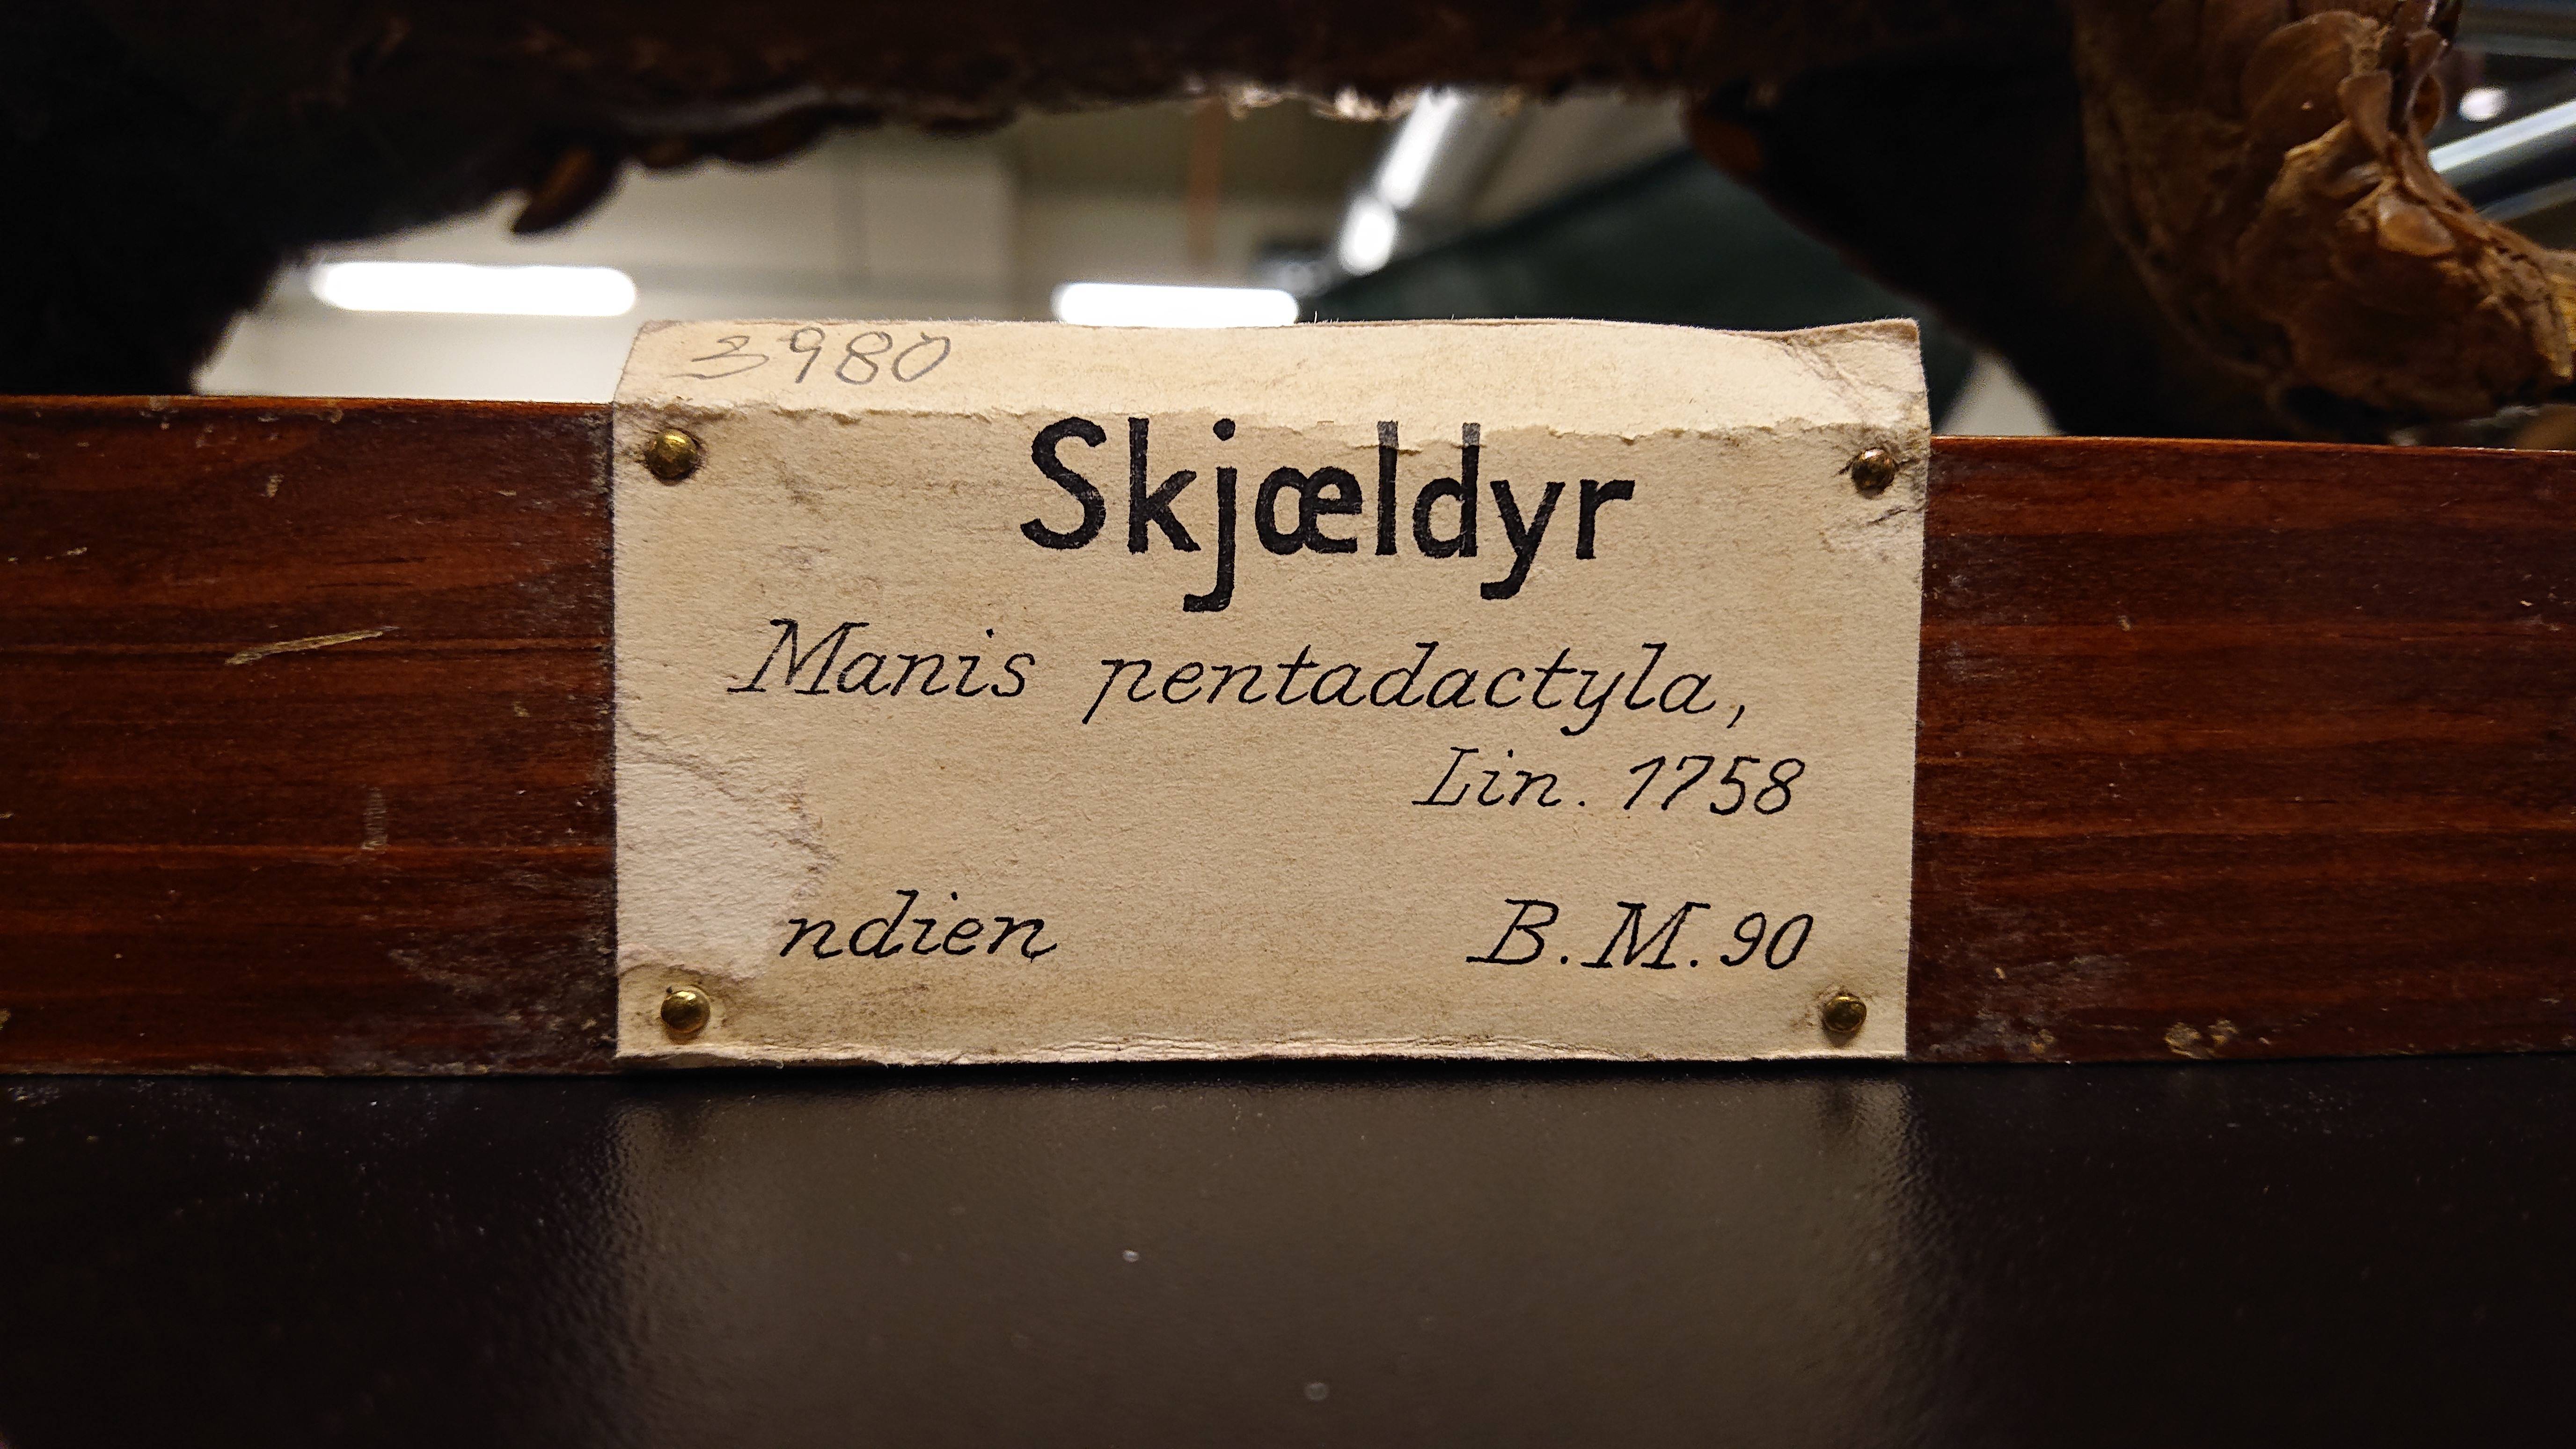 3980
Skjældyr
Manis pentadactyla,
Lin. 1758
ndien B.M. 90